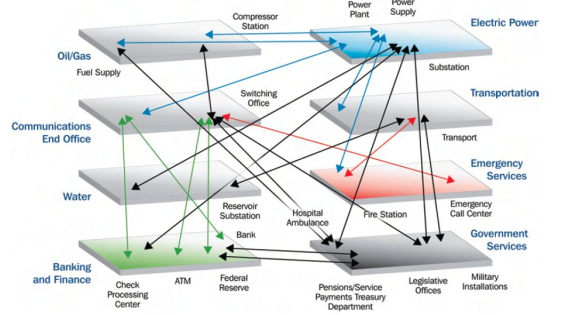 Power
Plant
Power
Supply
Compressor
Station
Electric Power
Oil/Gas
Fuel Supply
Substation
Switching
Office
Transportation
Communications
End Office
Transport
Emergency
Services
Water
Reservoir
Substation
Hospital
Ambulance
Fire Station
Emergency
Call Center
Bank
Government
Services
Banking
and Finance
Check
Processing
Center
ATM
Federal
Reserve
Pensions/Service
Payments Treasury
Department
Legislative
Offices
Military
Installations